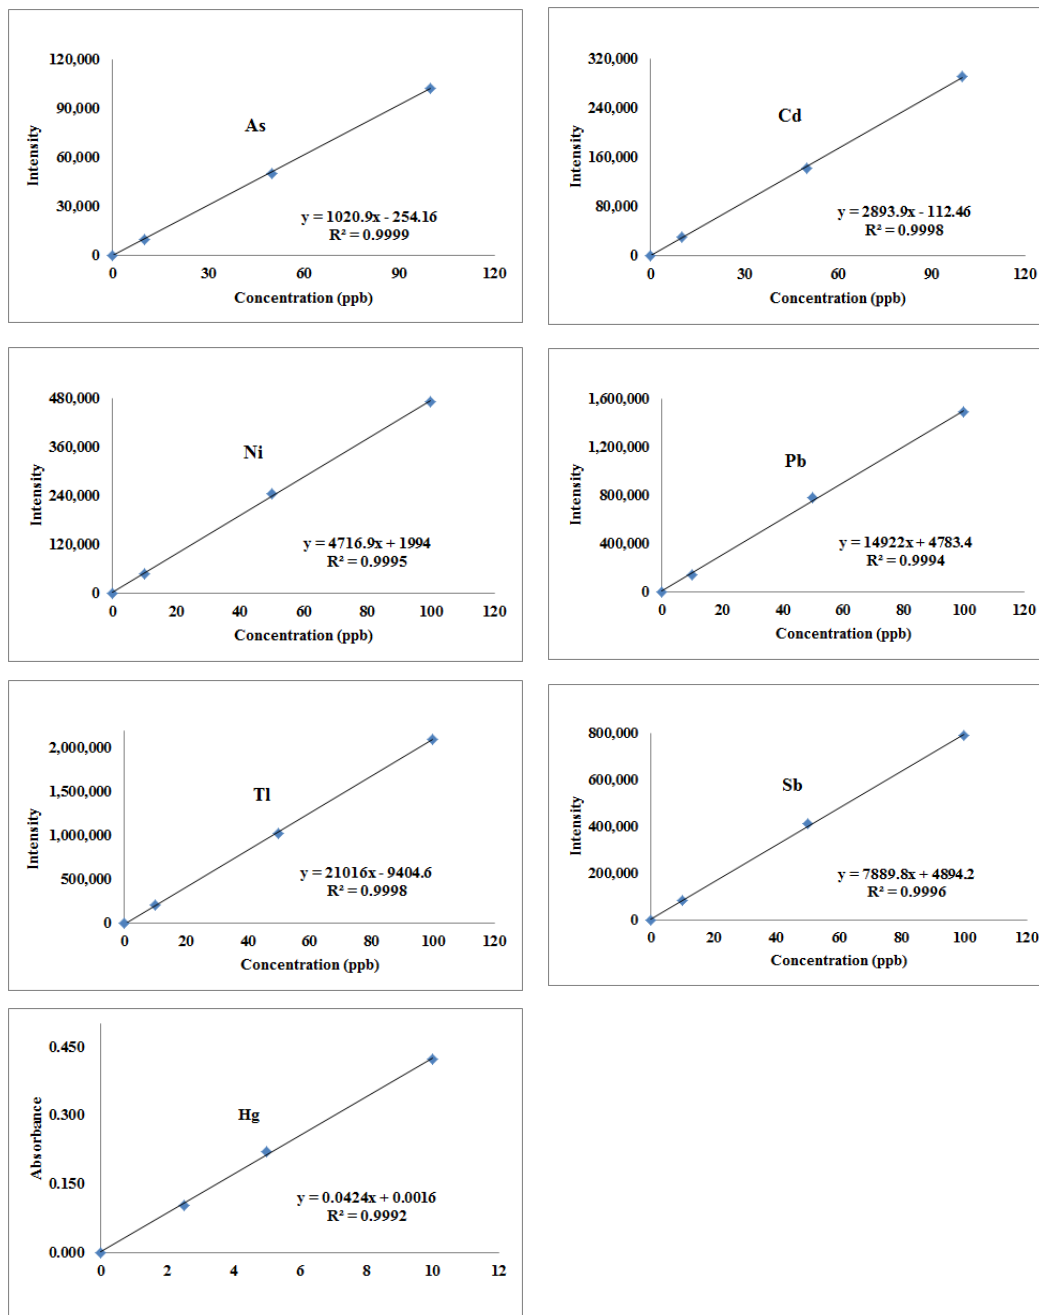 120,000
90,000
60,000
30,000
0
Intensity
As
y = 1020.9x - 254.16
R² = 0.9999
0 30 60 90 120
Concentration (ppb)
320,000
240,000
160,000
80,000
0
Intensity
Cd
y = 2893.9x - 112.46
R² = 0.9998
0 30 60 90 120
Concentration (ppb)
480,000
360,000
240,000
120,000
0
Intensity
Ni
y = 4716.9x + 1994
R² = 0.9995
0 20 40 60 80 100 120
Concentration (ppb)
1,600,000
1,200,000
800,000
400,000
0
Intensity
Pb
y = 14922x + 4783.4
R² = 0.9994
0 20 40 60 80 100 120
Concentration (ppb)
2,000,000
1,500,000
1,000,000
500,000
0
Intensity
Tl
y = 21016x - 9404.6
R² = 0.9998
0 20 40 60 80 100 120
Concentration (ppb)
800,000
600,000
400,000
200,000
0
Intensity
Sb
y = 7889.8x + 4894.2
R² = 0.9996
0 20 40 60 80 100 120
Concentration (ppb)
0.450
0.300
0.150
0.000
Absorbance
Hg
y = 0.0424x + 0.0016
R² = 0.9992
0 2 4 6 8 10 12